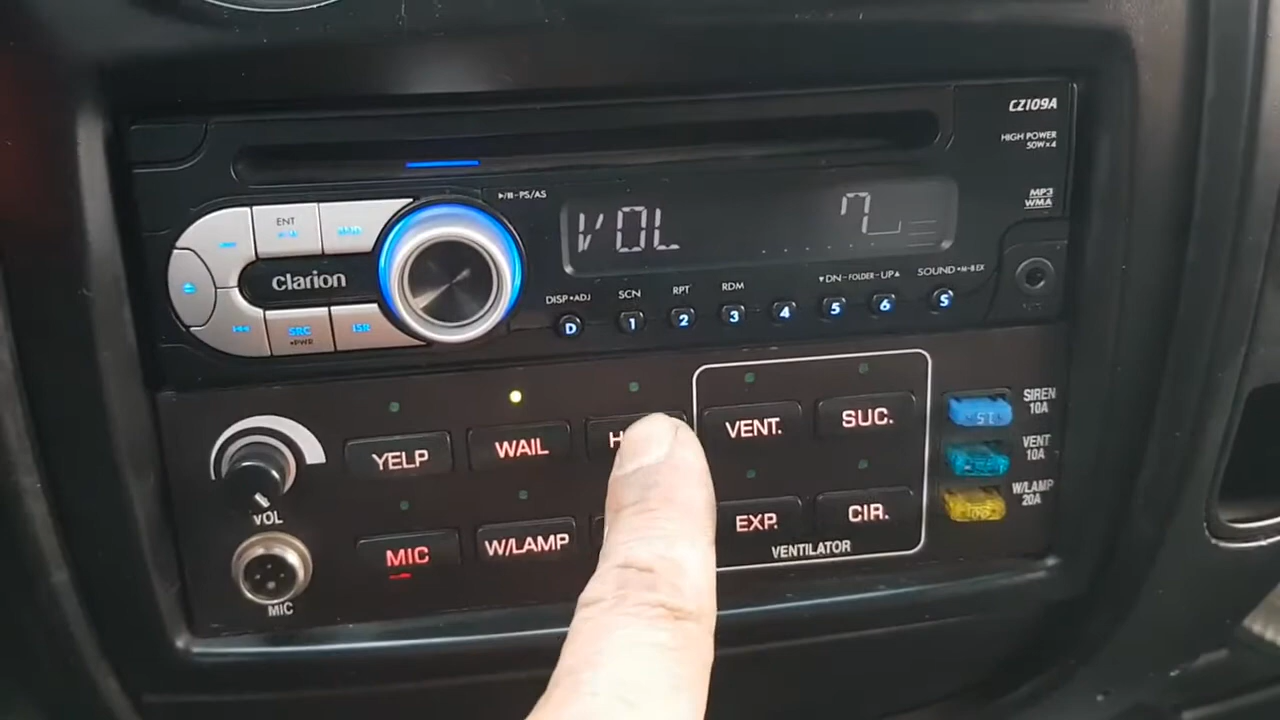 CZ109A
HIGH POWER
50W×4
MP3
WMA
▶/II-PS/AS
ENT
Clarion
SRC
•PWR
ISR
VOL 7
DISP•ADJ SCN RPT RDM ▼DN-FOLDER-UP▲ SOUND•M-B EX
D 1 2 3 4 5 6 S
YELP WAIL H VENT. SUC.
SIREN
10A
VENT
10A
W/LAMP
20A
VOL
MIC W/LAMP EXP. CIR.
VENTILATOR
MIC